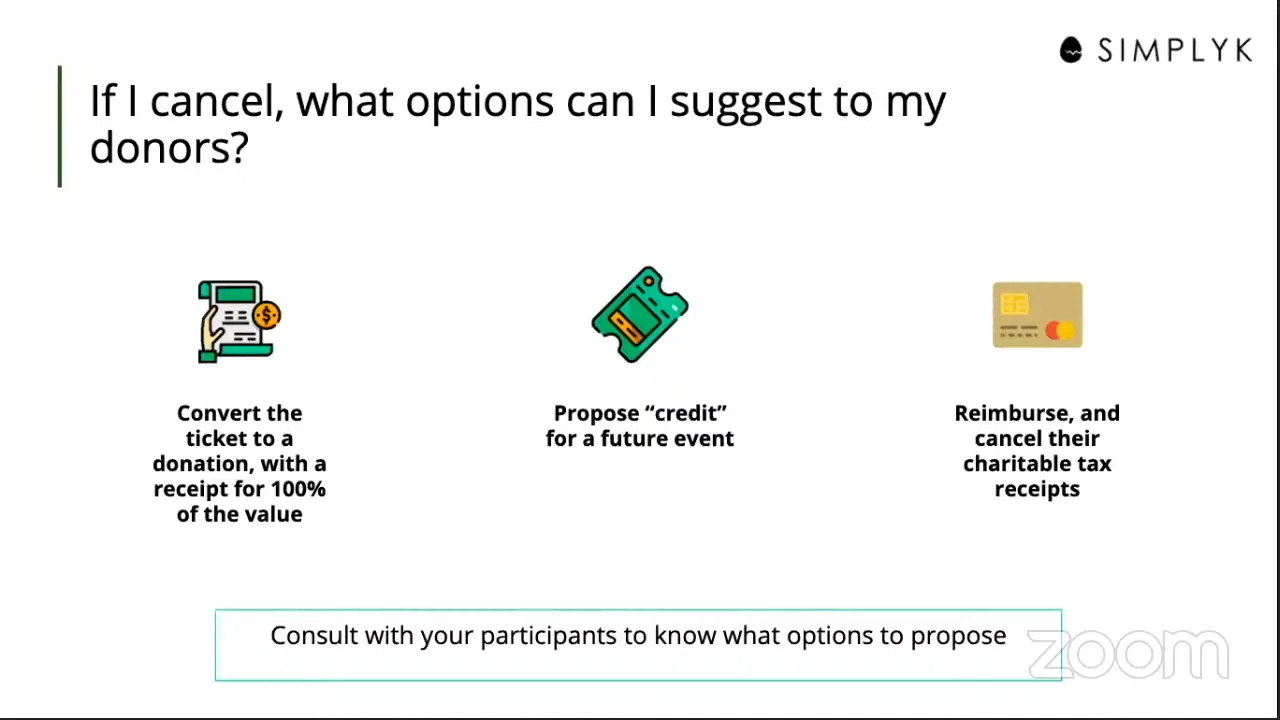 SIMPLYK
If I cancel, what options can I suggest to my
donors?
Convert the
ticket to a
donation, with a
receipt for 100%
of the value
Propose “credit”
for a future event
Reimburse, and
cancel their
charitable tax
receipts
Consult with your participants to know what options to propose
zoom